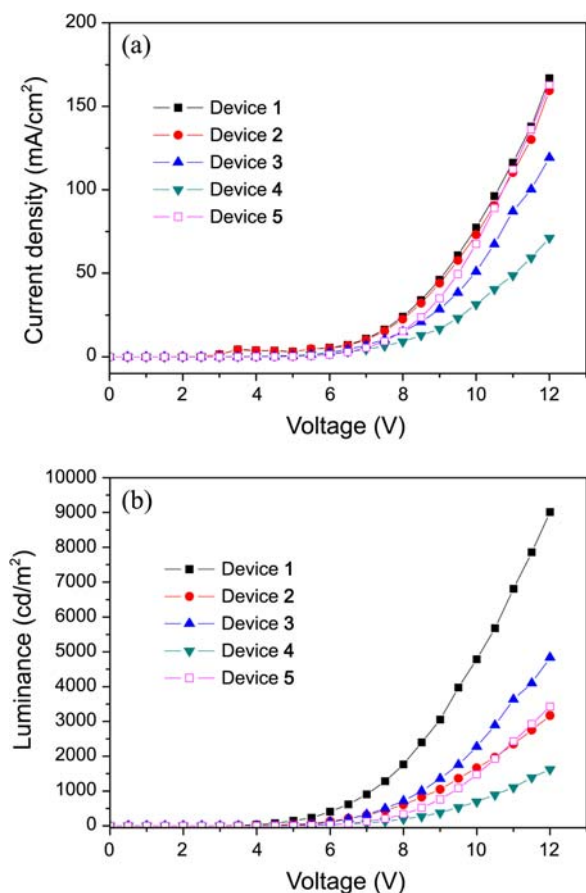 (a)
200
150
100
50
0
Current density (mA/cm²)
Device 1
Device 2
Device 3
Device 4
Device 5
0 2 4 6 8 10 12
Voltage (V)
(b)
10000
9000
8000
7000
6000
5000
4000
3000
2000
1000
0
Luminance (cd/m²)
Device 1
Device 2
Device 3
Device 4
Device 5
0 2 4 6 8 10 12
Voltage (V)